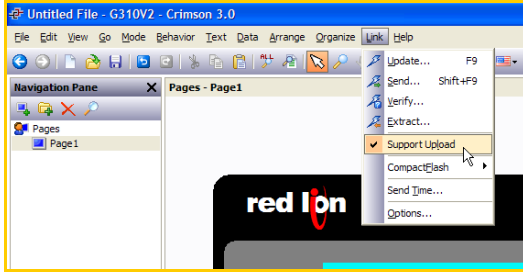 Untitled File - G310V2 - Crimson 3.0
File Edit View Go Mode Behavior Text Data Arrange Organize Link Help
ALL
Navigation Pane X
Pages - Page1
Pages
Page1
Update... F9
Send... Shift+F9
Verify...
Extract...
Support Upload
CompactFlash
Send Time...
Options...
red lion